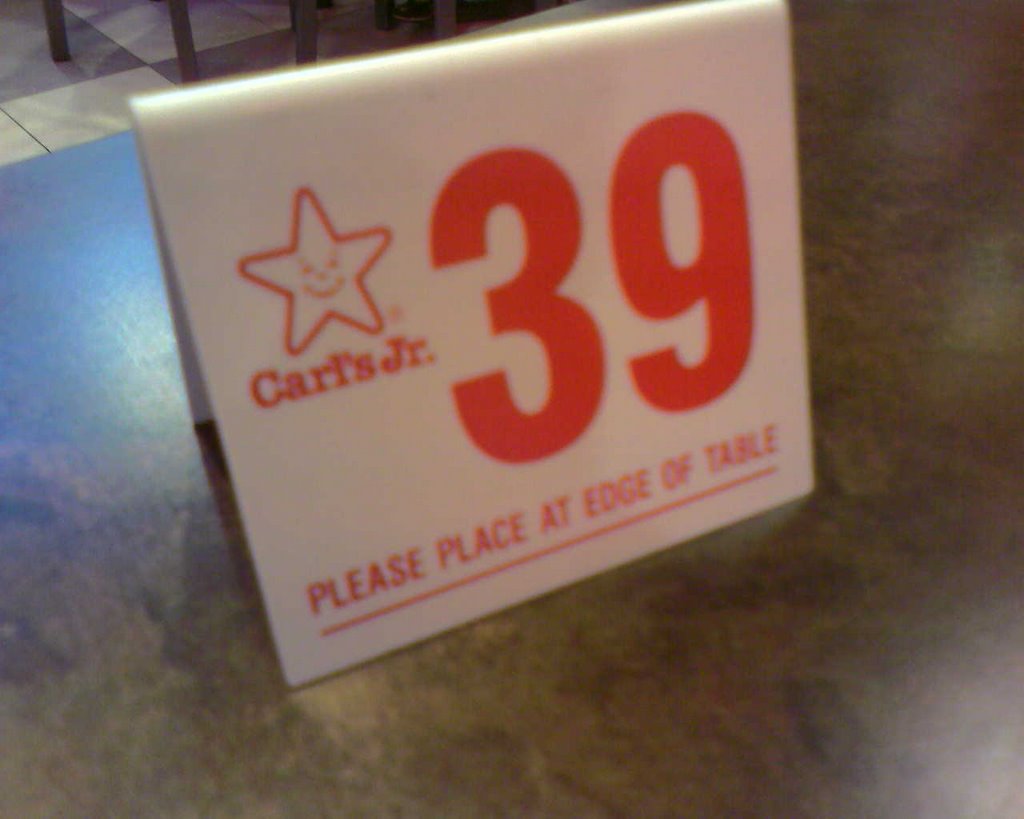 39
Carl's Jr.
PLEASE PLACE AT EDGE OF TABLE